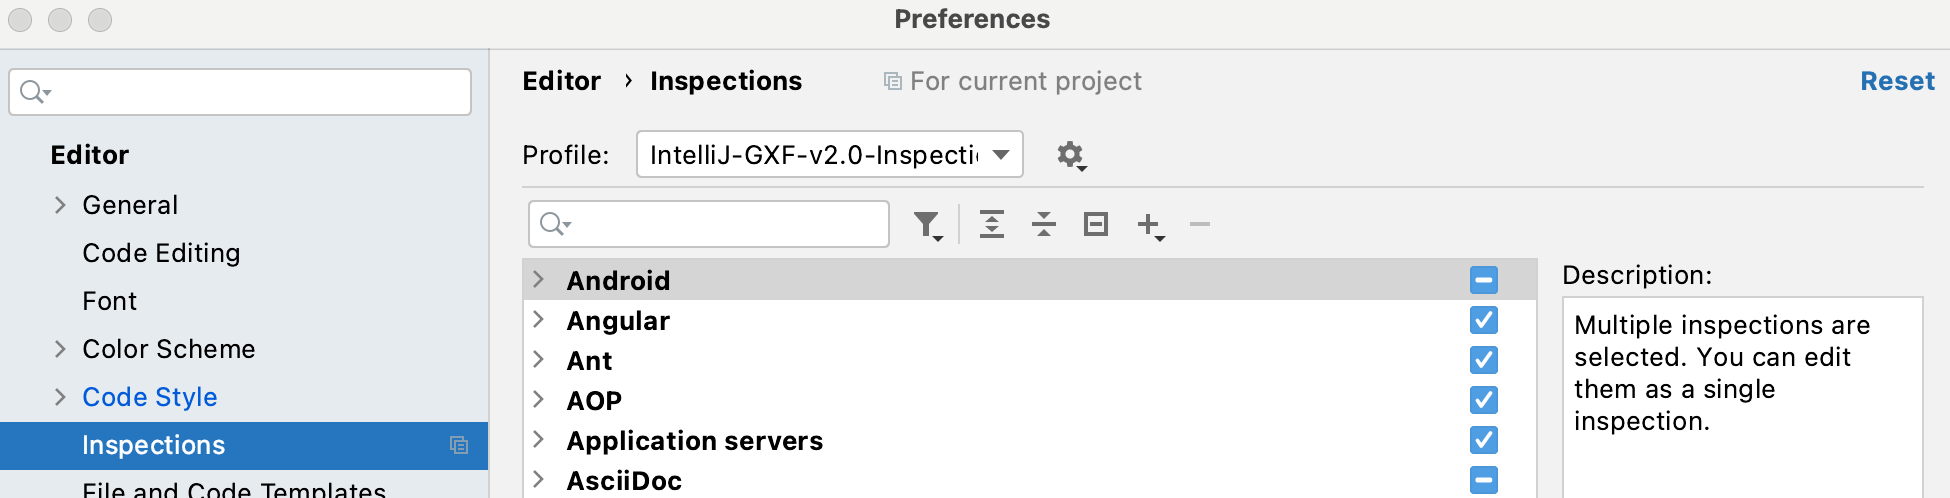 Preferences
Editor › Inspections For current project Reset
Profile: IntelliJ-GXF-v2.0-Inspecti
Editor
General
Code Editing
Font
Color Scheme
Code Style
Inspections
File and Code Templates
Android
Angular
Ant
AOP
Application servers
AsciiDoc
Description:
Multiple inspections are
selected. You can edit
them as a single
inspection.